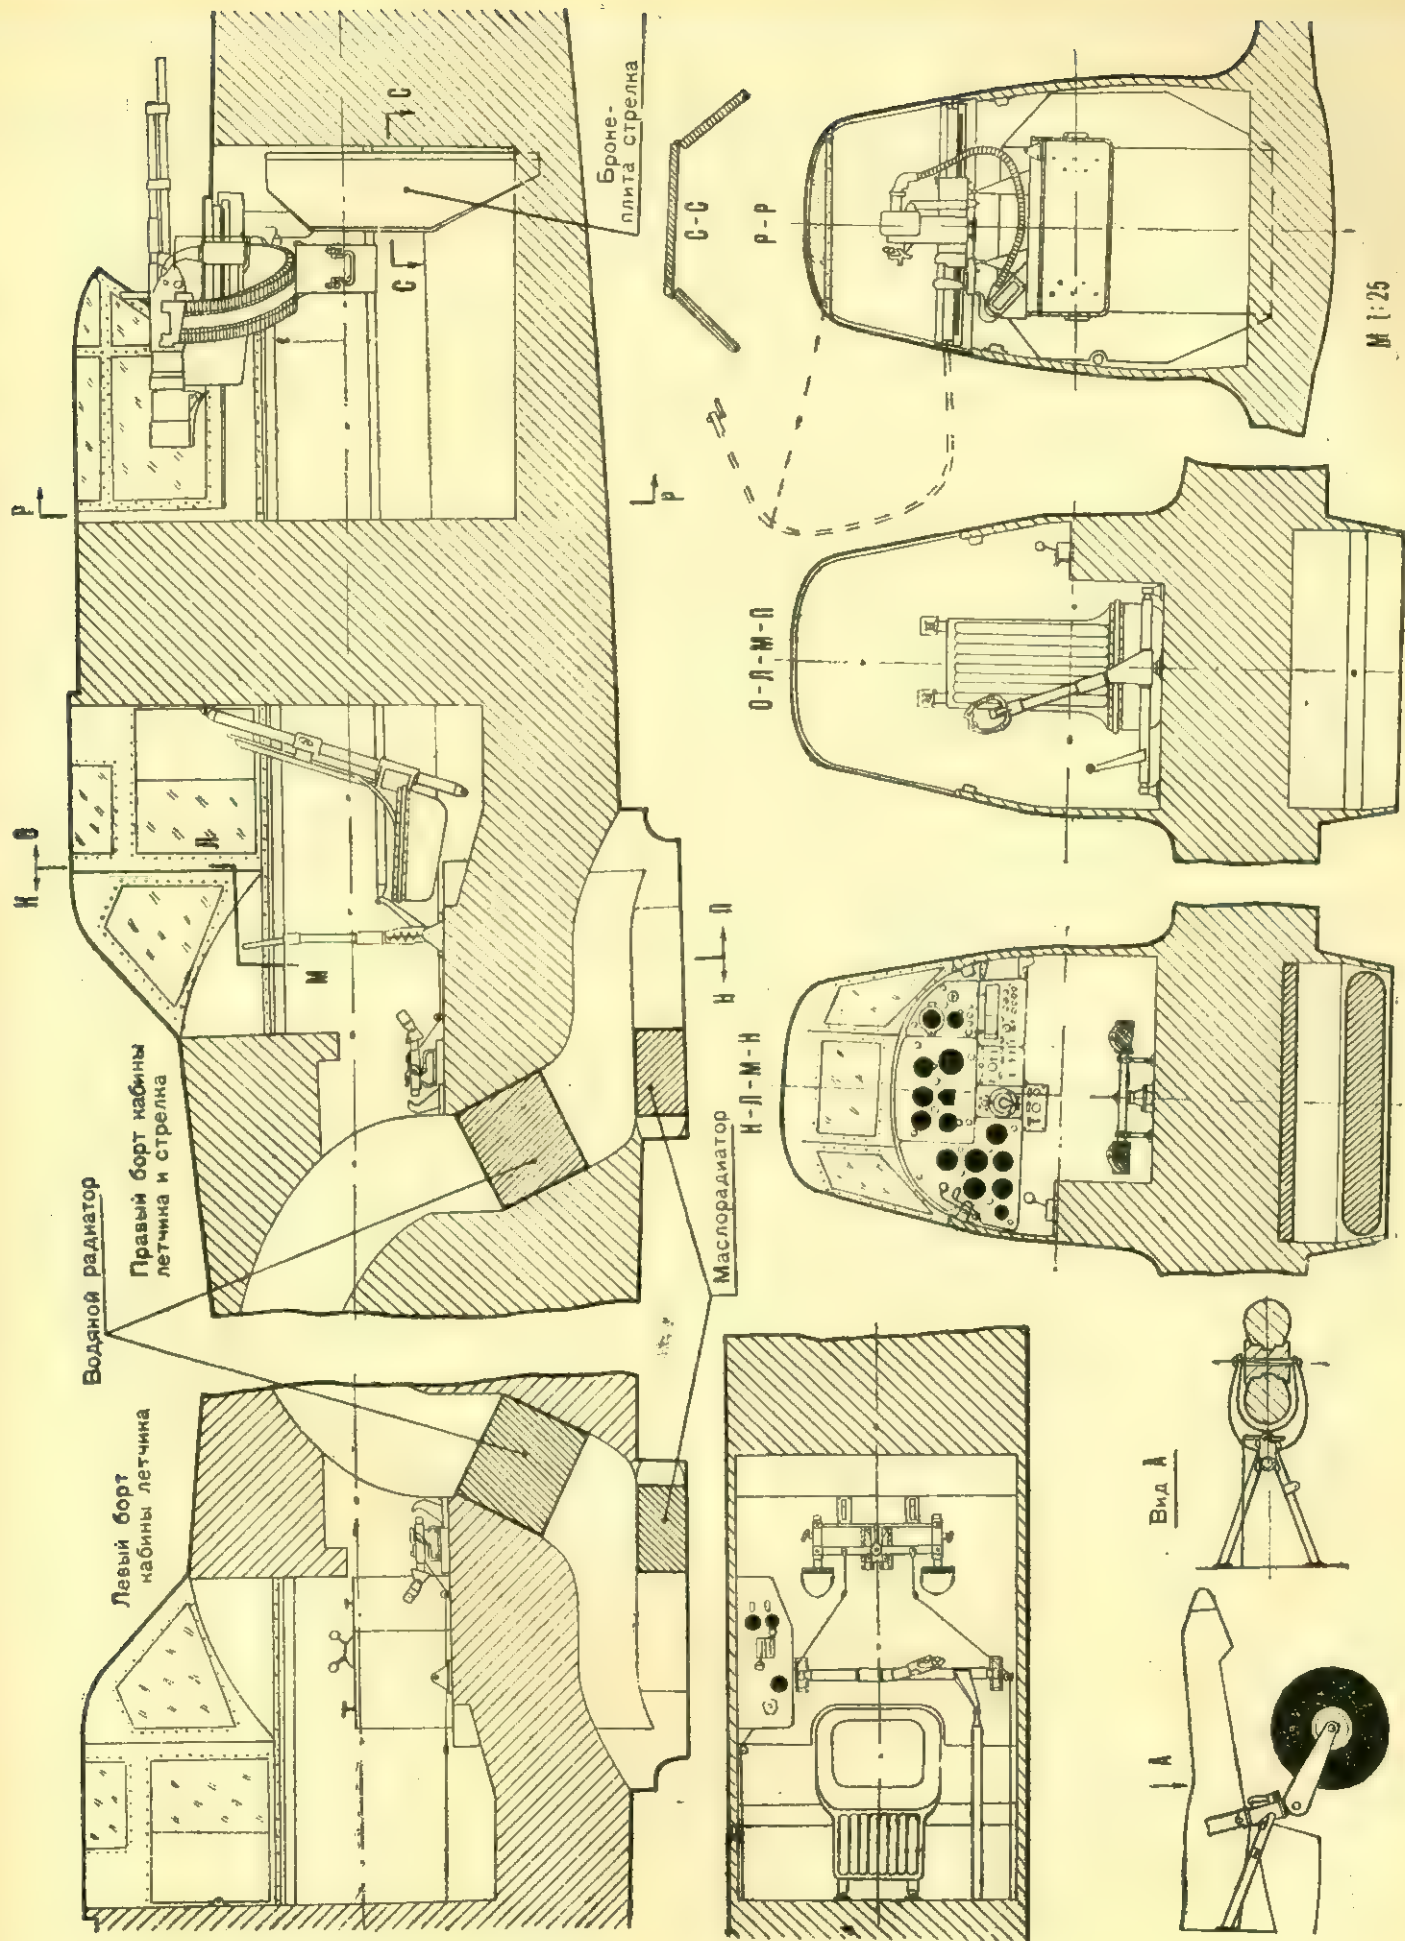 Водяной радиатор
Левый борт
кабины летчика
Правый борт кабины
летчика и стрелка
Маслорадиатор
Броне-
плита стрелка
Р
Р
С
С
Л
М
П
С-С
Р-Р
О-Л-М-П
Н-Л-М-Н
Вид А
А
М 1:25